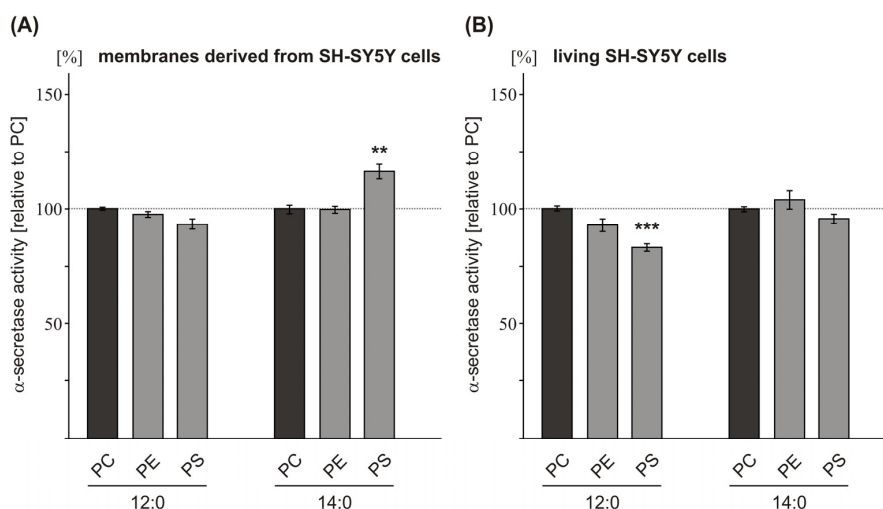 (A)
[%] membranes derived from SH-SY5Y cells
α-secretase activity [relative to PC]
150
100
50
**
PC PE PS PC PE PS
12:0 14:0
(B)
[%] living SH-SY5Y cells
α-secretase activity [relative to PC]
150
100
50
***
PC PE PS PC PE PS
12:0 14:0